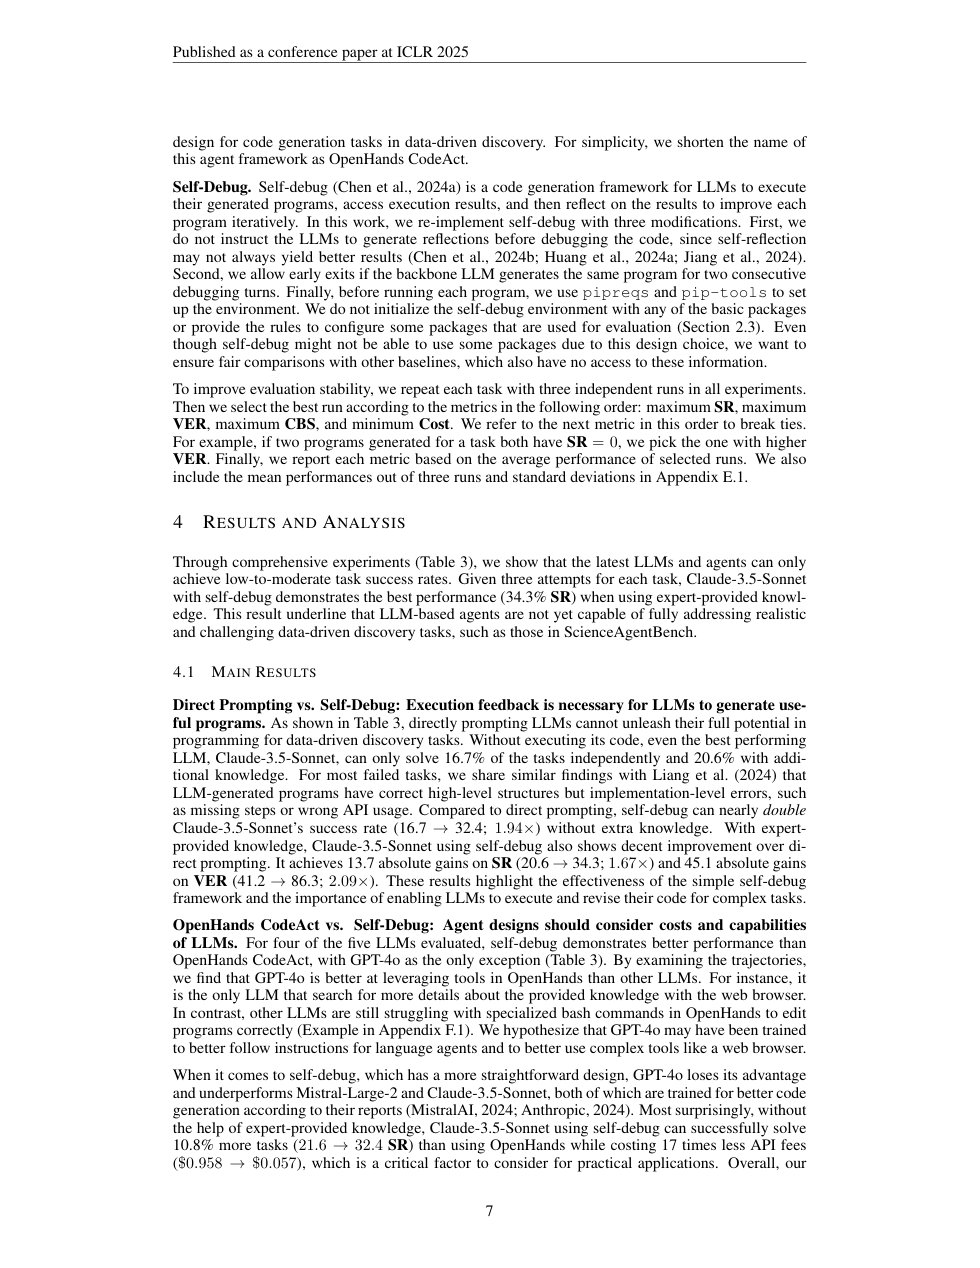 Published as a conference paper at ICLR 2025
design for code generation tasks in data-driven discovery. For simplicity, we shorten the name of
this agent framework as OpenHands CodeAct.
Self-Debug. Self-debug (Chen et al., 2024a) is a code generation framework for LLMs to execute
their generated programs, access execution results, and then reflect on the results to improve each
program iteratively. In this work, we re-implement self-debug with three modifications. First, we
do not instruct the LLMs to generate reflections before debugging the code, since self-reflection
may not always yield better results (Chen et al., 2024b; Huang et al., 2024a; Jiang et al., 2024).
Second, we allow early exits if the backbone LLM generates the same program for two consecutive
debugging turns. Finally, before running each program, we use pipreqs and pip-tools to set
up the environment. We do not initialize the self-debug environment with any of the basic packages
or provide the rules to configure some packages that are used for evaluation (Section 2.3). Even
though self-debug might not be able to use some packages due to this design choice, we want to
ensure fair comparisons with other baselines, which also have no access to these information.
To improve evaluation stability, we repeat each task with three independent runs in all experiments.
Then we select the best run according to the metrics in the following order: maximum SR, maximum
VER, maximum CBS, and minimum Cost. We refer to the next metric in this order to break ties.
For example, if two programs generated for a task both have SR = 0, we pick the one with higher
VER. Finally, we report each metric based on the average performance of selected runs. We also
include the mean performances out of three runs and standard deviations in Appendix E.1.
4 RESULTS AND ANALYSIS
Through comprehensive experiments (Table 3), we show that the latest LLMs and agents can only
achieve low-to-moderate task success rates. Given three attempts for each task, Claude-3.5-Sonnet
with self-debug demonstrates the best performance (34.3% SR) when using expert-provided knowl-
edge. This result underline that LLM-based agents are not yet capable of fully addressing realistic
and challenging data-driven discovery tasks, such as those in ScienceAgentBench.
4.1 MAIN RESULTS
Direct Prompting vs. Self-Debug: Execution feedback is necessary for LLMs to generate use-
ful programs. As shown in Table 3, directly prompting LLMs cannot unleash their full potential in
programming for data-driven discovery tasks. Without executing its code, even the best performing
LLM, Claude-3.5-Sonnet, can only solve 16.7% of the tasks independently and 20.6% with addi-
tional knowledge. For most failed tasks, we share similar findings with Liang et al. (2024) that
LLM-generated programs have correct high-level structures but implementation-level errors, such
as missing steps or wrong API usage. Compared to direct prompting, self-debug can nearly double
Claude-3.5-Sonnet's success rate (16.7 → 32.4; 1.94×) without extra knowledge. With expert-
provided knowledge, Claude-3.5-Sonnet using self-debug also shows decent improvement over di-
rect prompting. It achieves 13.7 absolute gains on SR (20.6 → 34.3; 1.67×) and 45.1 absolute gains
on VER (41.2 → 86.3; 2.09×). These results highlight the effectiveness of the simple self-debug
framework and the importance of enabling LLMs to execute and revise their code for complex tasks.
OpenHands CodeAct vs. Self-Debug: Agent designs should consider costs and capabilities
of LLMs. For four of the five LLMs evaluated, self-debug demonstrates better performance than
OpenHands CodeAct, with GPT-4o as the only exception (Table 3). By examining the trajectories,
we find that GPT-4o is better at leveraging tools in OpenHands than other LLMs. For instance, it
is the only LLM that search for more details about the provided knowledge with the web browser.
In contrast, other LLMs are still struggling with specialized bash commands in OpenHands to edit
programs correctly (Example in Appendix F.1). We hypothesize that GPT-4o may have been trained
to better follow instructions for language agents and to better use complex tools like a web browser.
When it comes to self-debug, which has a more straightforward design, GPT-4o loses its advantage
and underperforms Mistral-Large-2 and Claude-3.5-Sonnet, both of which are trained for better code
generation according to their reports (MistralAI, 2024; Anthropic, 2024). Most surprisingly, without
the help of expert-provided knowledge, Claude-3.5-Sonnet using self-debug can successfully solve
10.8% more tasks (21.6 → 32.4 SR) than using OpenHands while costing 17 times less API fees
($0.958 → $0.057), which is a critical factor to consider for practical applications. Overall, our
7